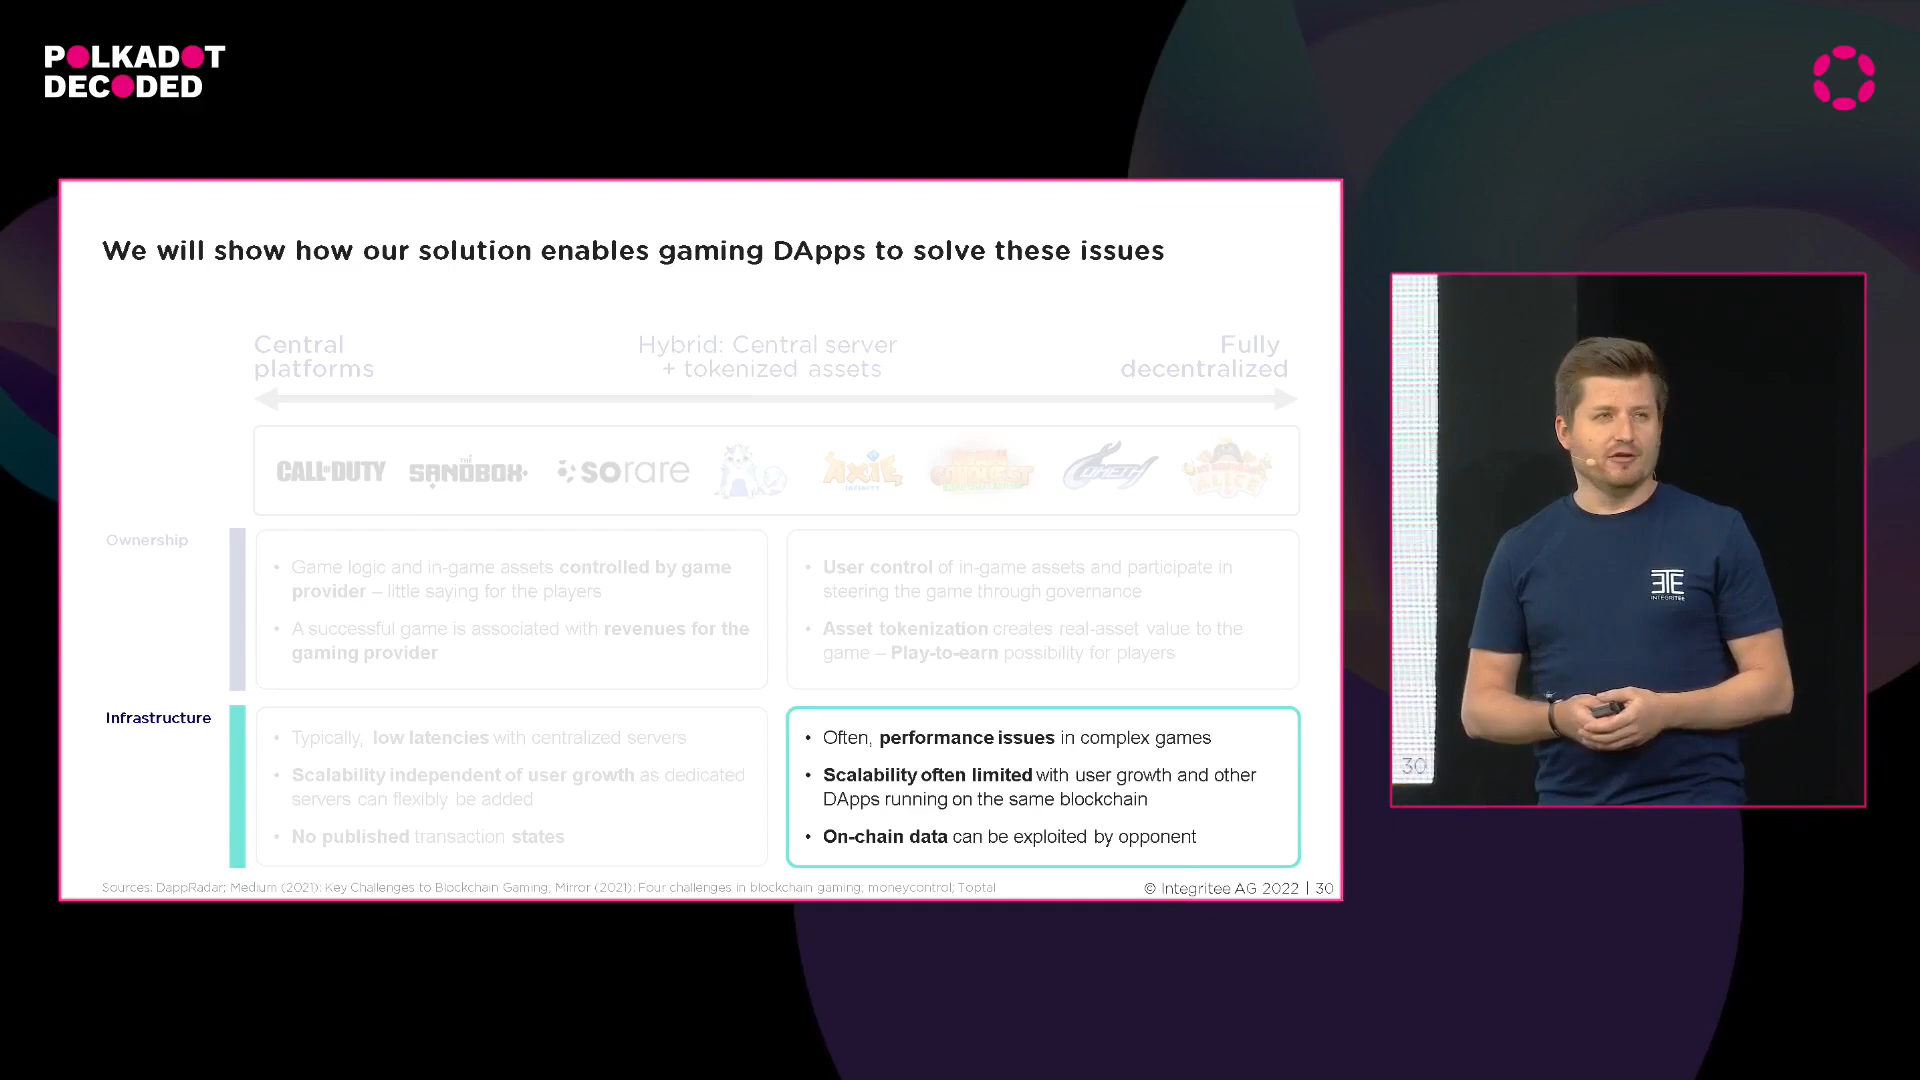 POLKADOT
DECODED
We will show how our solution enables gaming DApps to solve these issues
Central
platforms
Hybrid: Central server
+ tokenized assets
Fully
decentralized
CALL OF DUTY
THE
SANDBOX
sorare
AXIE
INFINITY
CONQUEST
COMETH
ALICE
Ownership
• Game logic and in-game assets controlled by game
provider – little saying for the players
• A successful game is associated with revenues for the
gaming provider
• User control of in-game assets and participate in
steering the game through governance
• Asset tokenization creates real-asset value to the
game – Play-to-earn possibility for players
Infrastructure
• Typically, low latencies with centralized servers
• Scalability independent of user growth as dedicated
servers can flexibly be added
• No published transaction states
• Often, performance issues in complex games
• Scalability often limited with user growth and other
DApps running on the same blockchain
• On-chain data can be exploited by opponent
Sources: DappRadar; Medium (2021): Key Challenges to Blockchain Gaming, Mirror (2021): Four challenges in blockchain gaming; moneycontrol; Toptal
© Integritee AG 2022 | 30
INTEGRITEE
30